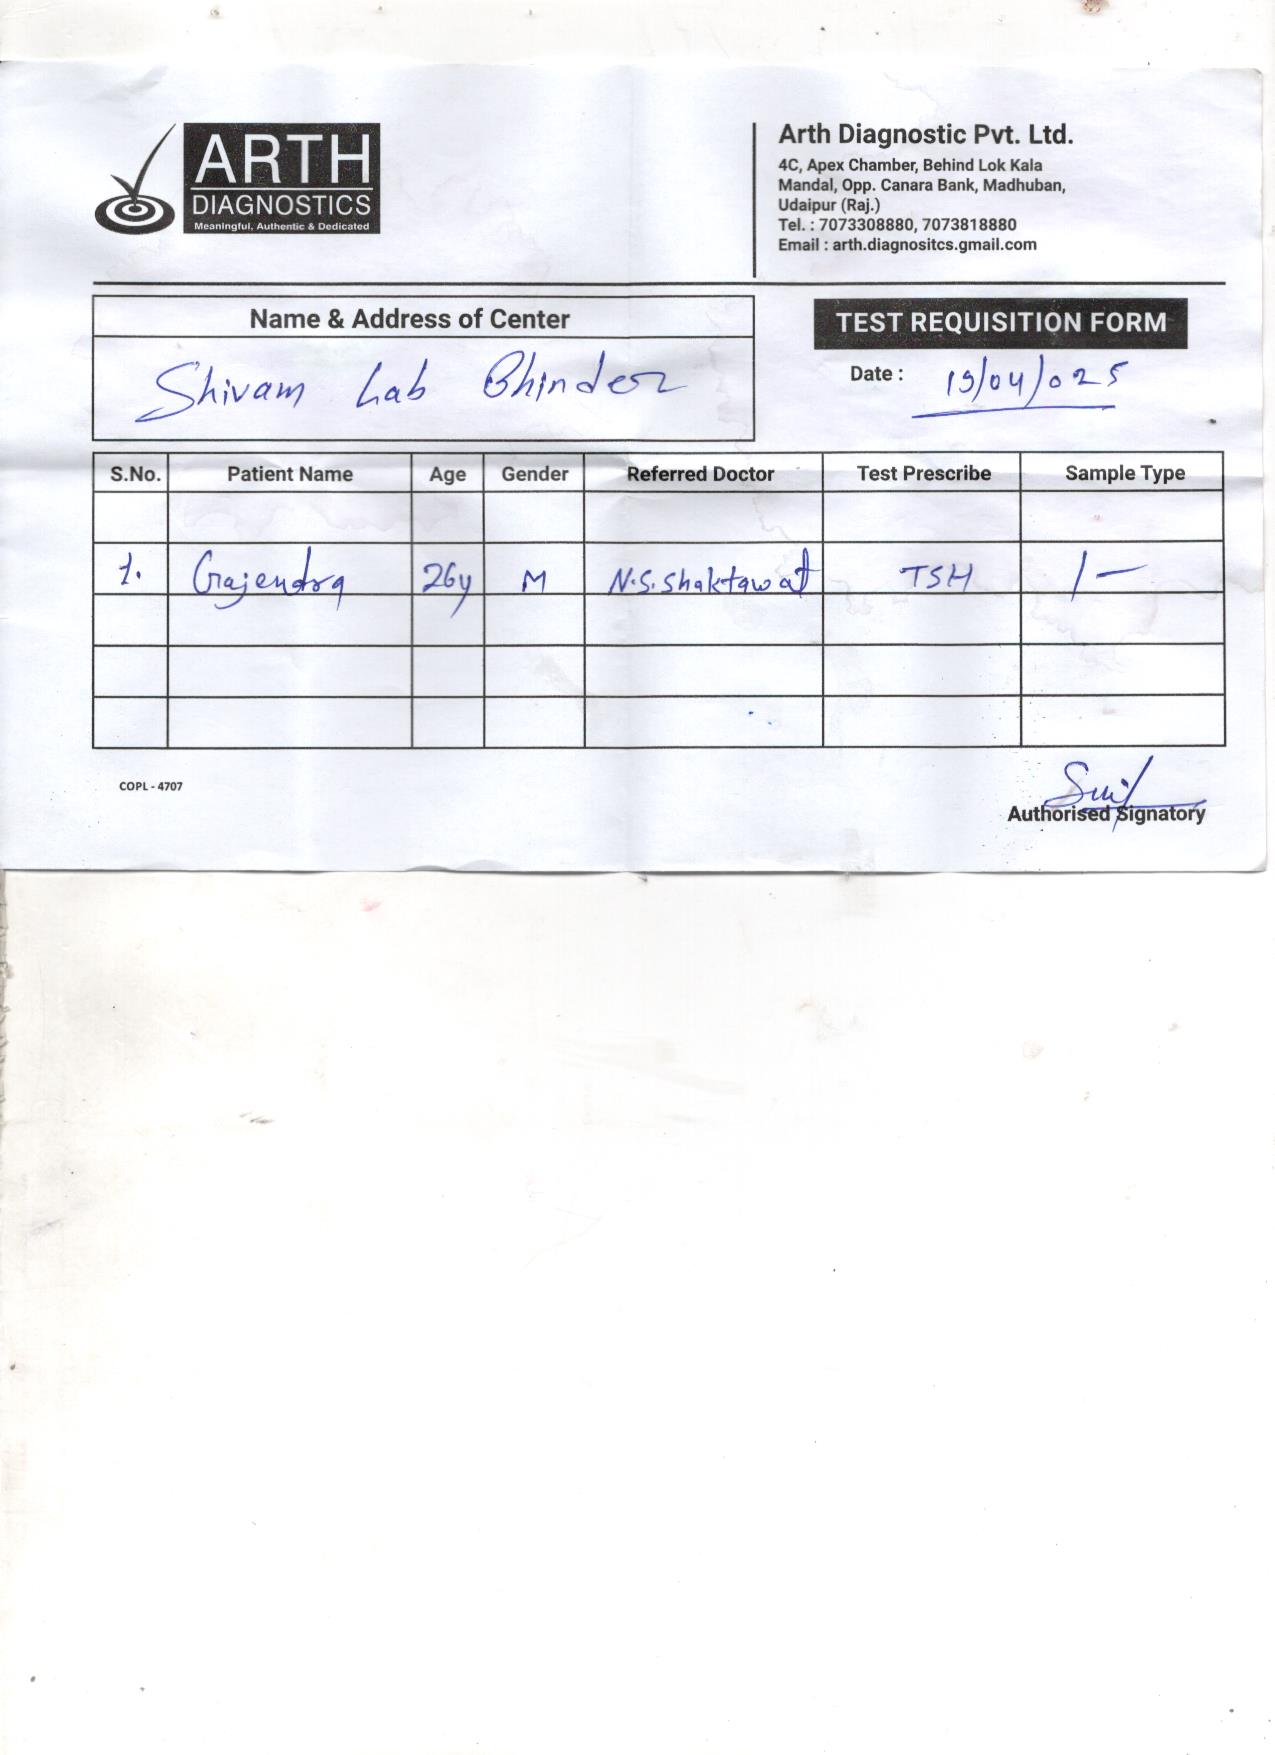 ARTH
DIAGNOSTICS
Meaningful, Authentic & Dedicated
Arth Diagnostic Pvt. Ltd.
4C, Apex Chamber, Behind Lok Kala
Mandal, Opp. Canara Bank, Madhuban,
Udaipur (Raj.)
Tel. : 7073308880, 7073818880
Email : arth.diagnositcs.gmail.com
Name & Address of Center
Shivam Lab Bhinder
TEST REQUISITION FORM
Date : 19/04/025
S.No. Patient Name Age Gender Referred Doctor Test Prescribe Sample Type
1. Gajendra 26y M N.S. Shaktawat TSH / —
COPL - 4707
Authorised Signatory